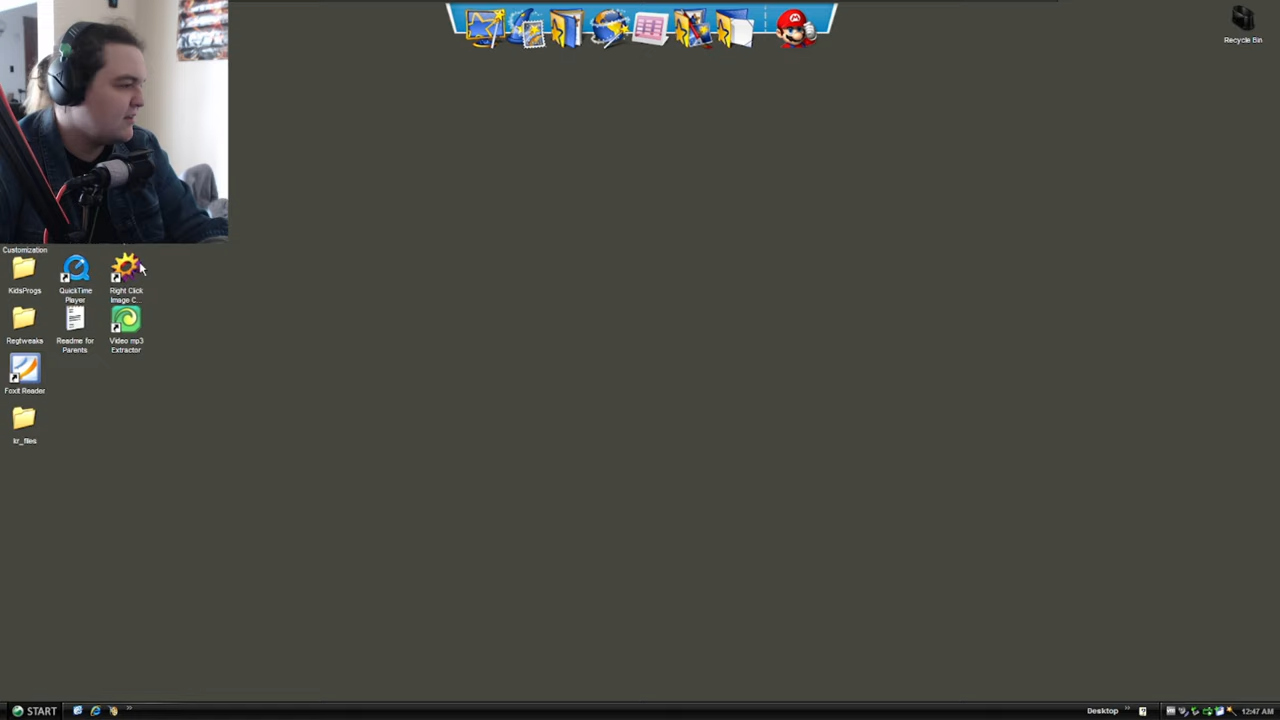 Recycle Bin
Customization
KidsProgs
QuickTime
Player
Right Click
Image C...
Regtweaks
Readme for
Parents
Video mp3
Extractor
Foxit Reader
kr_files
START
Desktop
12:47 AM